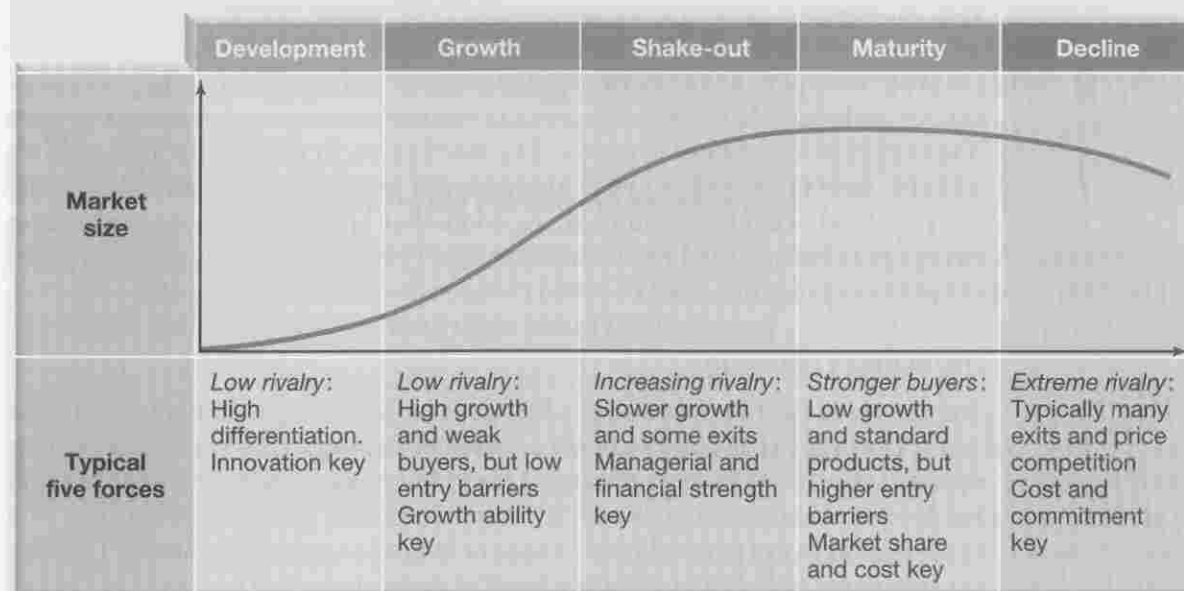 Development
Growth
Shake-out
Maturity
Decline
Market
size
Typical
five forces
Low rivalry:
High
differentiation.
Innovation key
Low rivalry:
High growth
and weak
buyers, but low
entry barriers
Growth ability
key
Increasing rivalry:
Slower growth
and some exits
Managerial and
financial strength
key
Stronger buyers:
Low growth
and standard
products, but
higher entry
barriers
Market share
and cost key
Extreme rivalry:
Typically many
exits and price
competition
Cost and
commitment
key